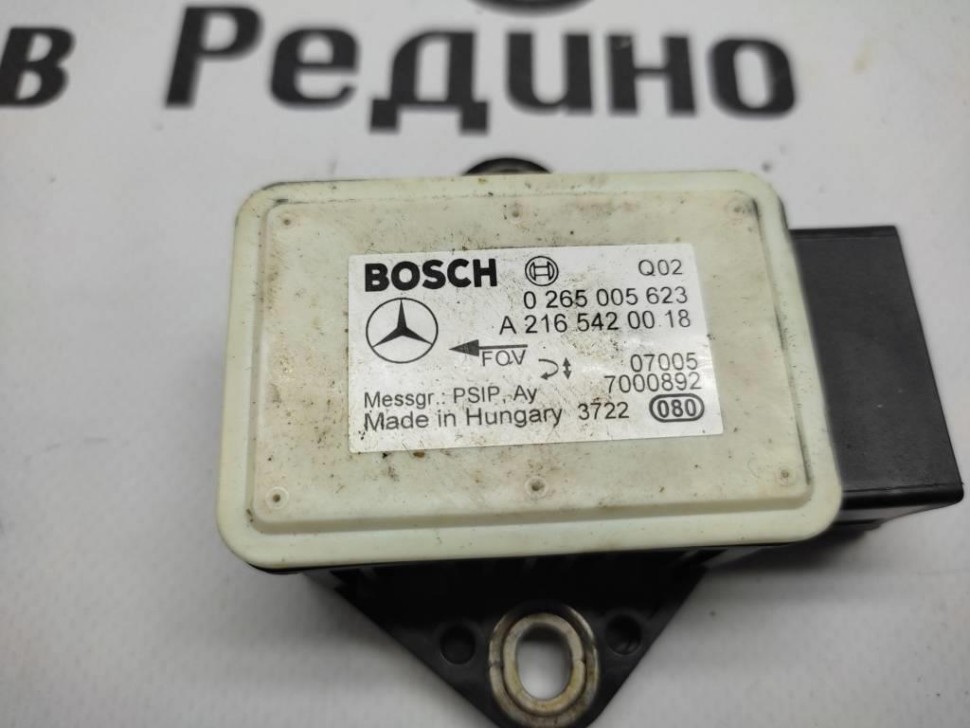 в Редино
BOSCH Q02
0 265 005 623
A 216 542 00 18
FOV 07005
7000892
Messgr.: PSIP, Ay
Made in Hungary 3722 080